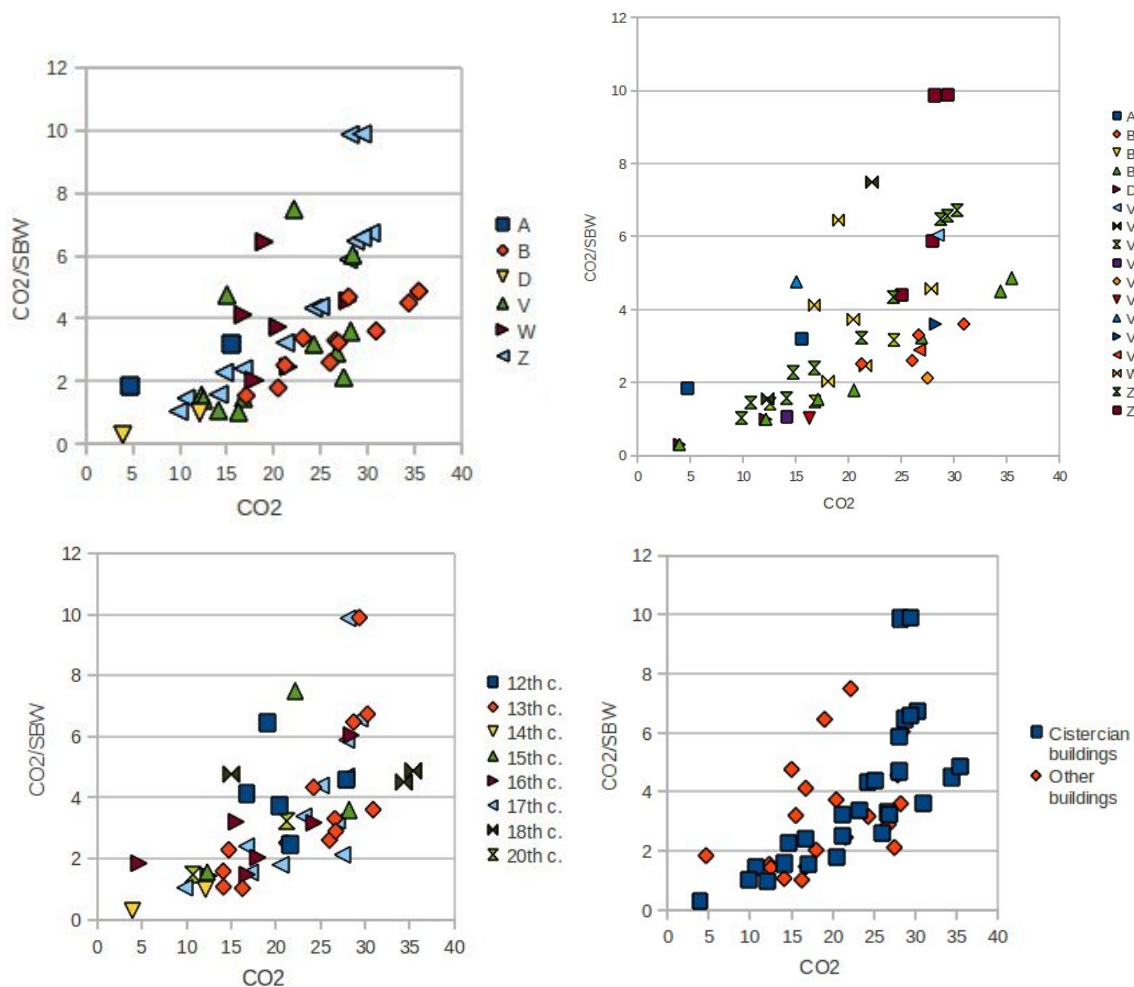 12
10
8
6
4
2
0
CO2/SBW
0 5 10 15 20 25 30 35 40
CO2
A
B
D
V
W
Z
12
10
8
6
4
2
0
CO2/SBW
0 5 10 15 20 25 30 35 40
CO2
A
B
B
B
D
V
V
V
V
V
V
V
V
V
W
Z
Z
12
10
8
6
4
2
0
CO2/SBW
0 5 10 15 20 25 30 35 40
CO2
12th c.
13th c.
14th c.
15th c.
16th c.
17th c.
18th c.
20th c.
12
10
8
6
4
2
0
CO2/SBW
0 5 10 15 20 25 30 35 40
CO2
Cistercian
buildings
Other
buildings